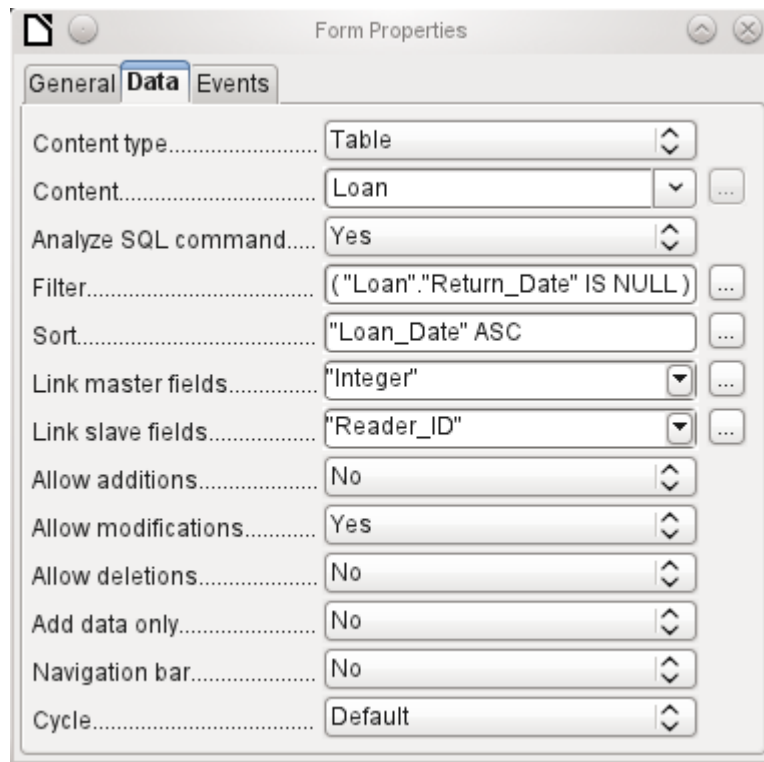 Form Properties
General Data Events
Content type........................ Table
Content................................ Loan ...
Analyze SQL command..... Yes
Filter................................... ("Loan"."Return_Date" IS NULL) ...
Sort..................................... "Loan_Date" ASC ...
Link master fields................ "Integer" ...
Link slave fields.................. "Reader_ID" ...
Allow additions.................... No
Allow modifications............ Yes
Allow deletions.................... No
Add data only....................... No
Navigation bar..................... No
Cycle................................... Default